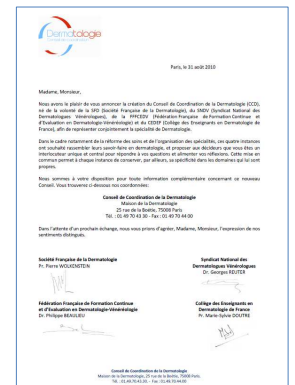 Dermatologie
Paris, le 31 août 2010
Madame, Monsieur,
Nous avons le plaisir de vous annoncer la création du Conseil de Coordination de la Dermatologie (CCD),
né de la volonté de la SFD (Société Française de la Dermatologie), du SNDV (Syndicat National des
Dermatologues Vénérologues), de la FFFCEDV (Fédération Française de Formation Continue et
d'Evaluation en Dermatologie-Vénéréologie) et du CEDEF (Collège des Enseignants en Dermatologie de
France), afin de représenter conjointement la spécialité de Dermatologie.
Dans le cadre notamment de la réforme des soins et de l'organisation des spécialités, ces quatre instances
ont souhaité rassembler leurs savoir-faire en dermatologie, et proposer aux décideurs que vous êtes un
interlocuteur unique et central pour répondre à vos questions et alimenter vos réflexions. Cette mise en
commun permet à chaque instance de conserver, par ailleurs, sa spécificité dans les domaines qui lui sont
propres.
Nous sommes à votre disposition pour toute information complémentaire concernant ce nouveau
Conseil. Vous trouverez ci-dessous nos coordonnées:
Conseil de Coordination de la Dermatologie
Maison de la Dermatologie
25 rue de la Boétie, 75008 Paris
Tél. : 01 49 70 43 30 - Fax : 01 49 70 44 00
Dans l'attente d'un prochain échange, nous vous prions d'agréer, Madame, Monsieur, l'expression de nos
sentiments distingués.
Société Française de la Dermatologie
Pr. Pierre WOLKENSTEIN
Syndicat National des
Dermatologues Vénérologues
Dr. Georges REUTER
Fédération Française de Formation Continue
et d'Evaluation en Dermatologie-Vénéréologie
Dr. Philippe BEAULIEU
Collège des Enseignants en
Dermatologie de France
Pr. Marie-Sylvie DOUTRE
Conseil de Coordination de la Dermatologie
Maison de la Dermatologie, 25 rue de la Boétie, 75008 Paris
Tél. : 01.49.70.43.30. - Fax : 01.49.70.44.00